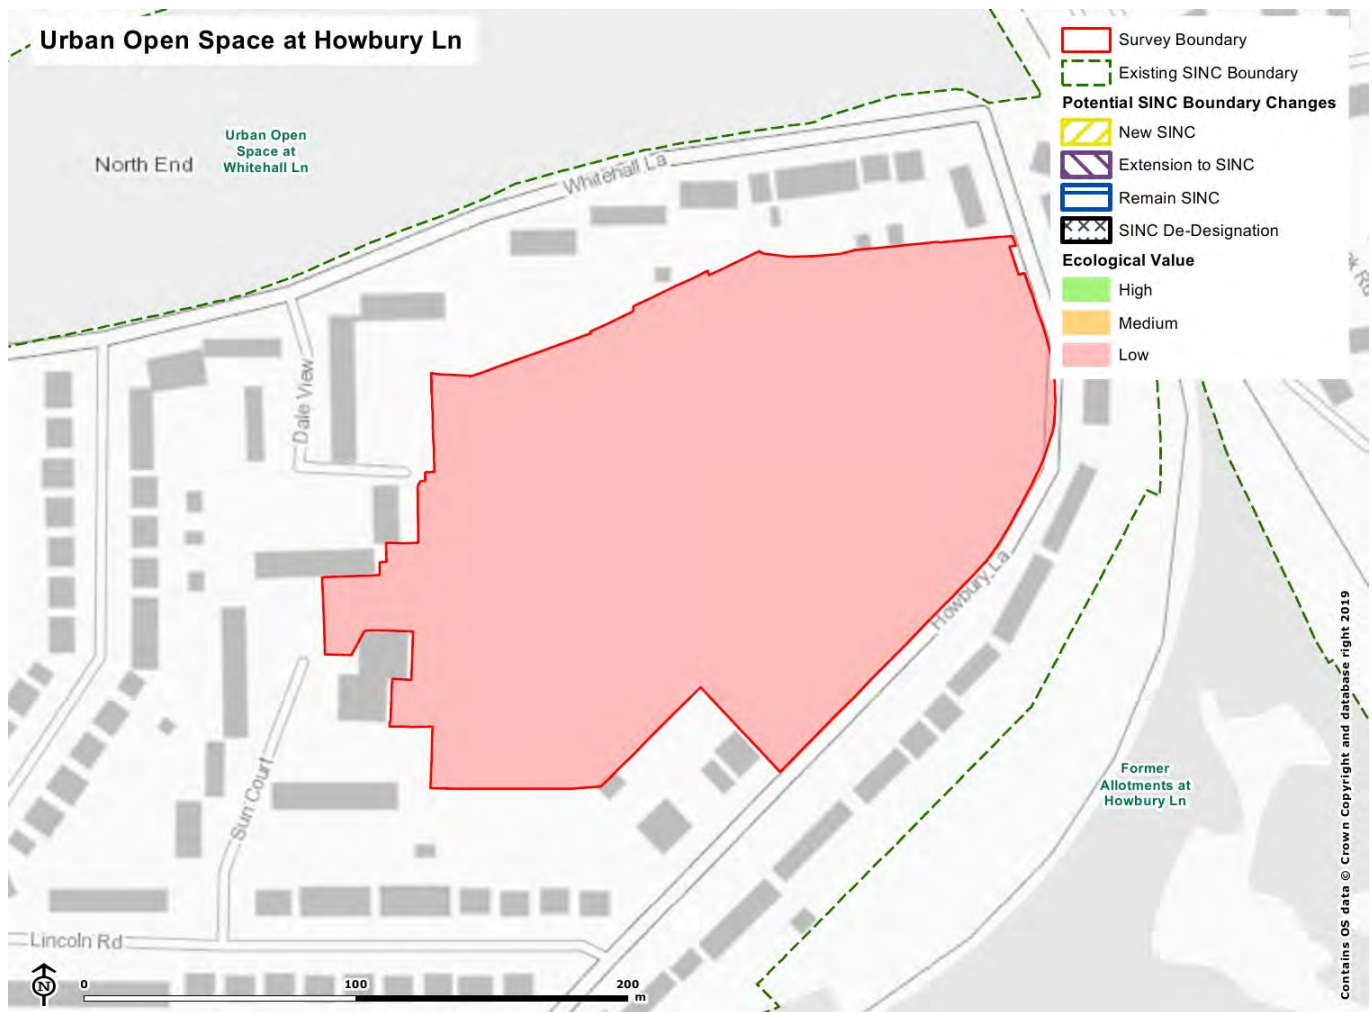 Urban Open Space at Howbury Ln
Survey Boundary
Existing SINC Boundary
Potential SINC Boundary Changes
New SINC
Extension to SINC
Remain SINC
SINC De-Designation
Ecological Value
High
Medium
Low
North End
Urban Open
Space at
Whitehall Ln
Whitehall La
Dale View
Howbury La
Sun Court
Lincoln Rd
Former
Allotments at
Howbury Ln
N
0
100
200
m
Contains OS data © Crown Copyright and database right 2019